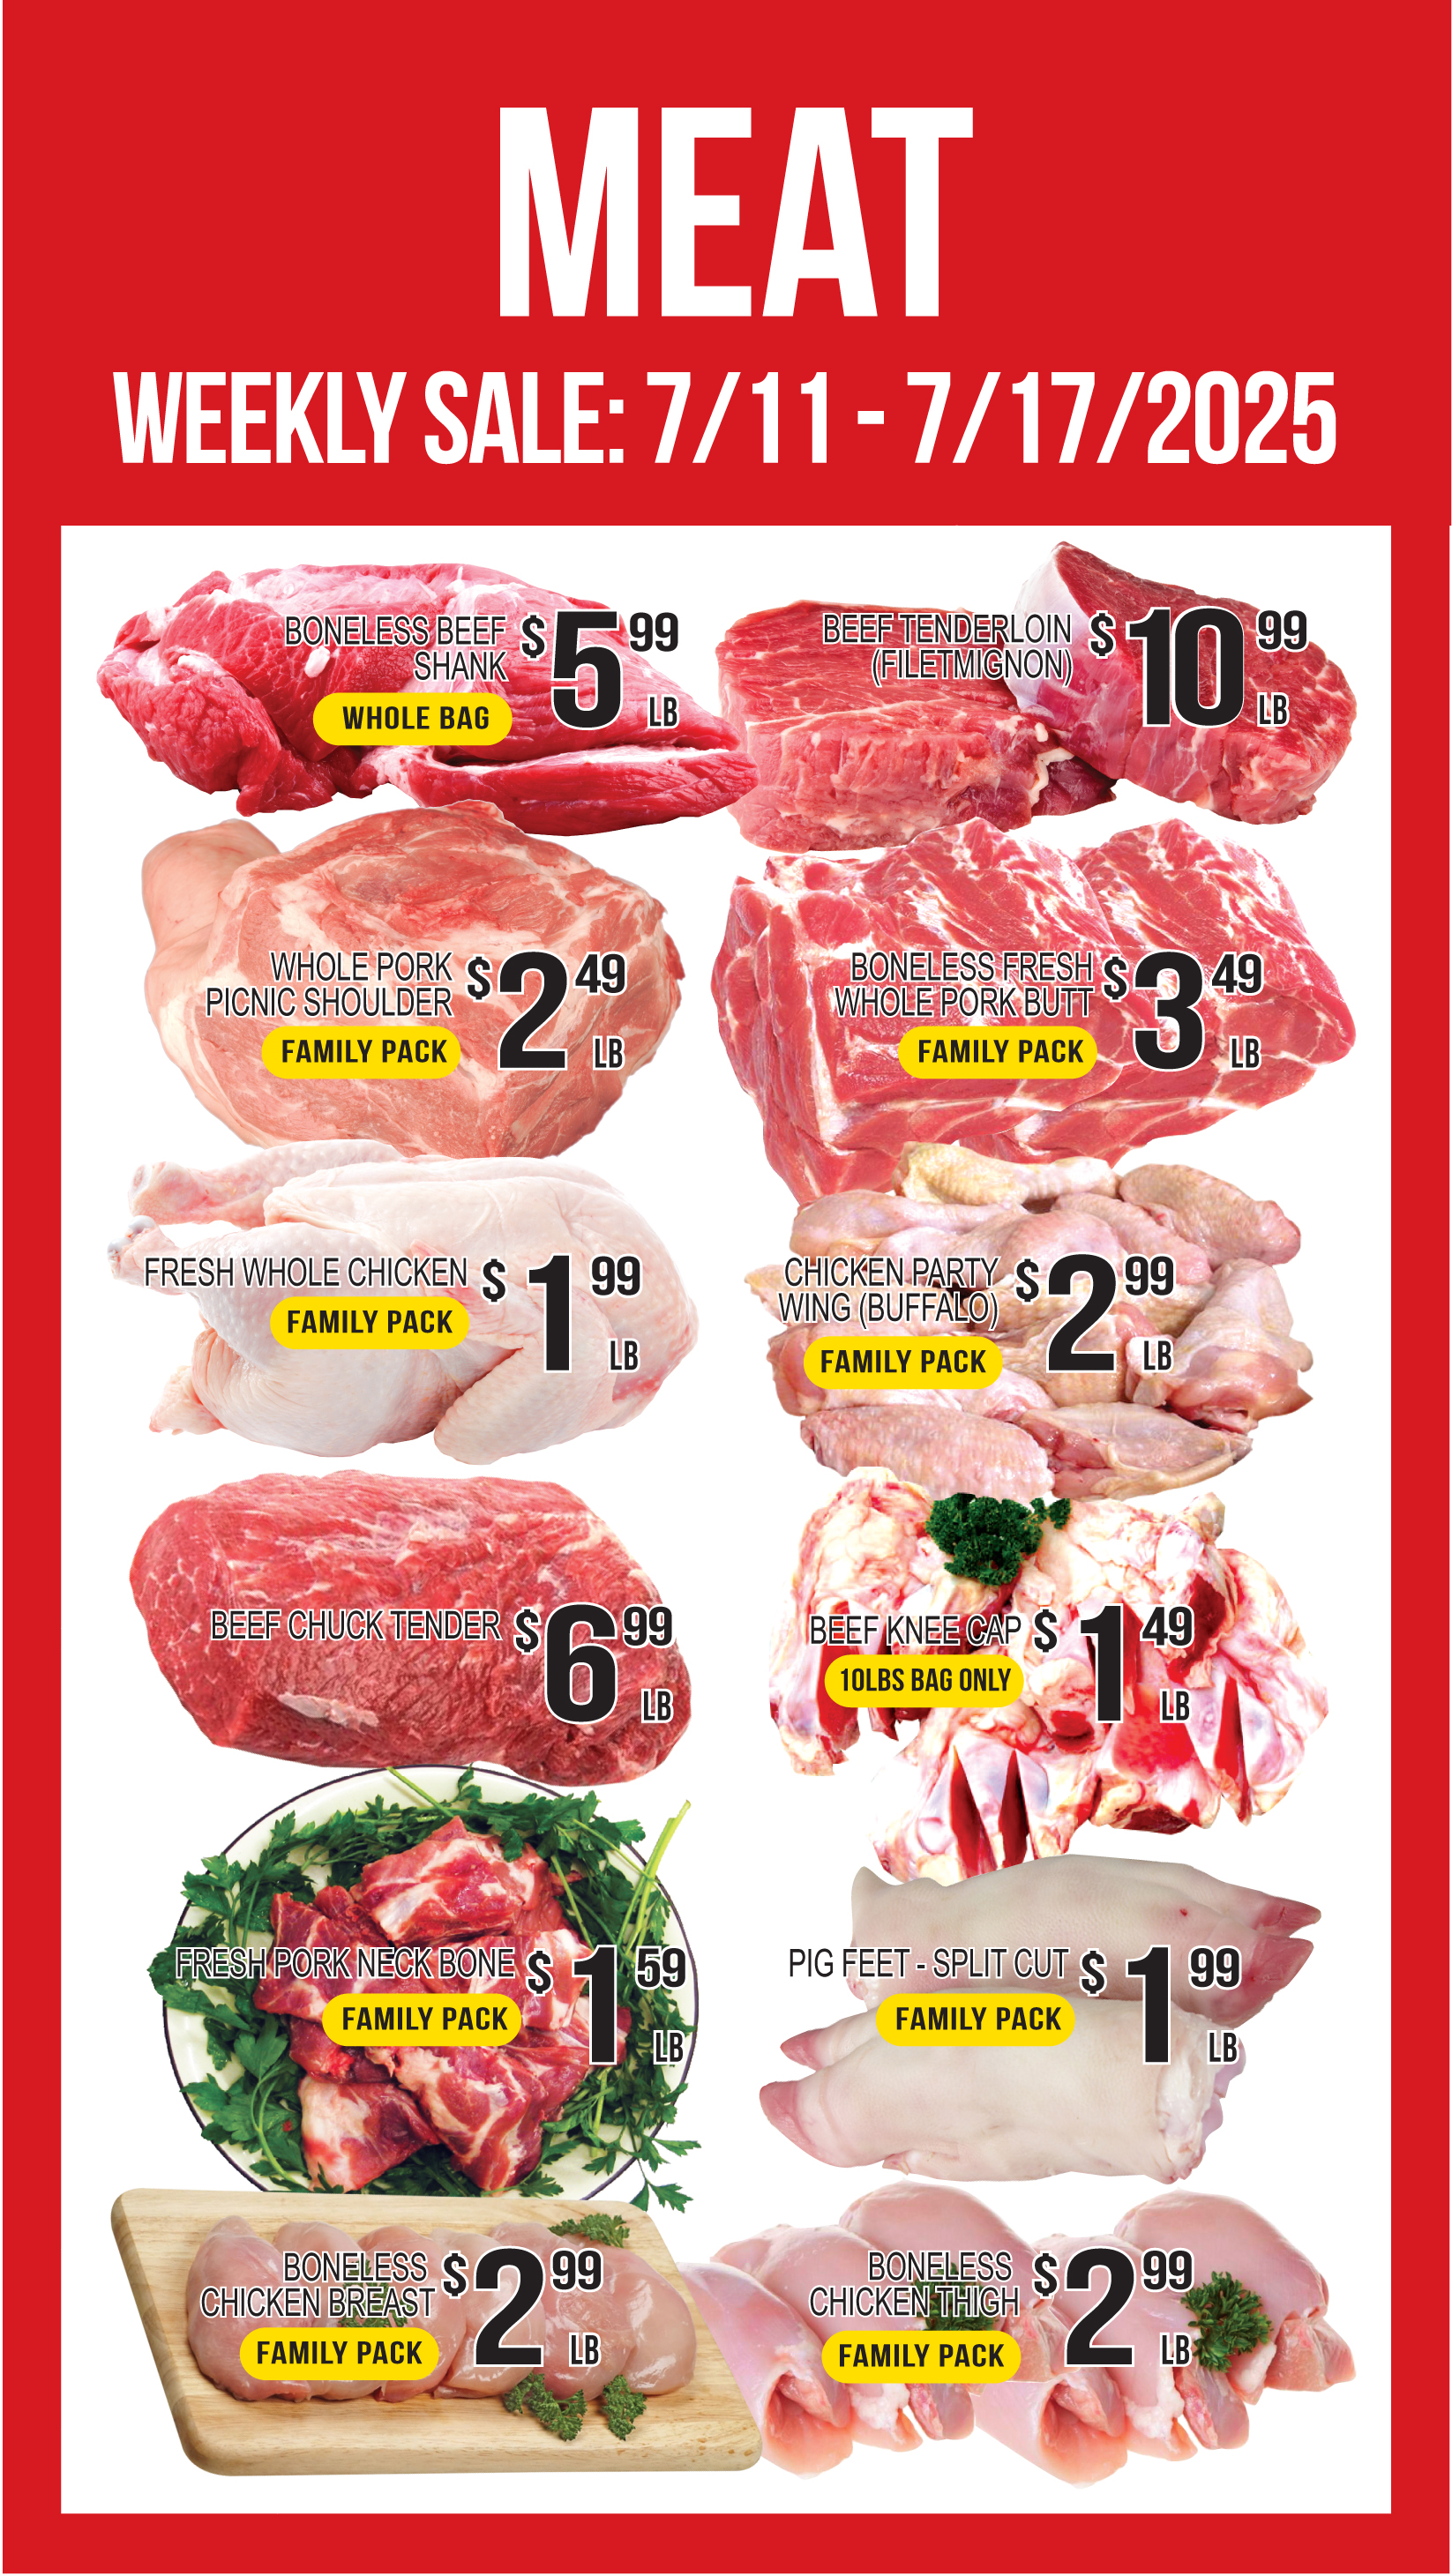 MEAT
WEEKLY SALE: 7/11 - 7/17/2025
BONELESS BEEF
SHANK
WHOLE BAG
$5 99
LB
BEEF TENDERLOIN
(FILETMIGNON)
$10 99
LB
WHOLE PORK
PICNIC SHOULDER
FAMILY PACK
$2 49
LB
BONELESS FRESH
WHOLE PORK BUTT
FAMILY PACK
$3 49
LB
FRESH WHOLE CHICKEN
FAMILY PACK
$1 99
LB
CHICKEN PARTY
WING (BUFFALO)
FAMILY PACK
$2 99
LB
BEEF CHUCK TENDER
$6 99
LB
BEEF KNEE CAP
10LBS BAG ONLY
$1 49
LB
FRESH PORK NECK BONE
FAMILY PACK
$1 59
LB
PIG FEET - SPLIT CUT
FAMILY PACK
$1 99
LB
BONELESS
CHICKEN BREAST
FAMILY PACK
$2 99
LB
BONELESS
CHICKEN THIGH
FAMILY PACK
$2 99
LB